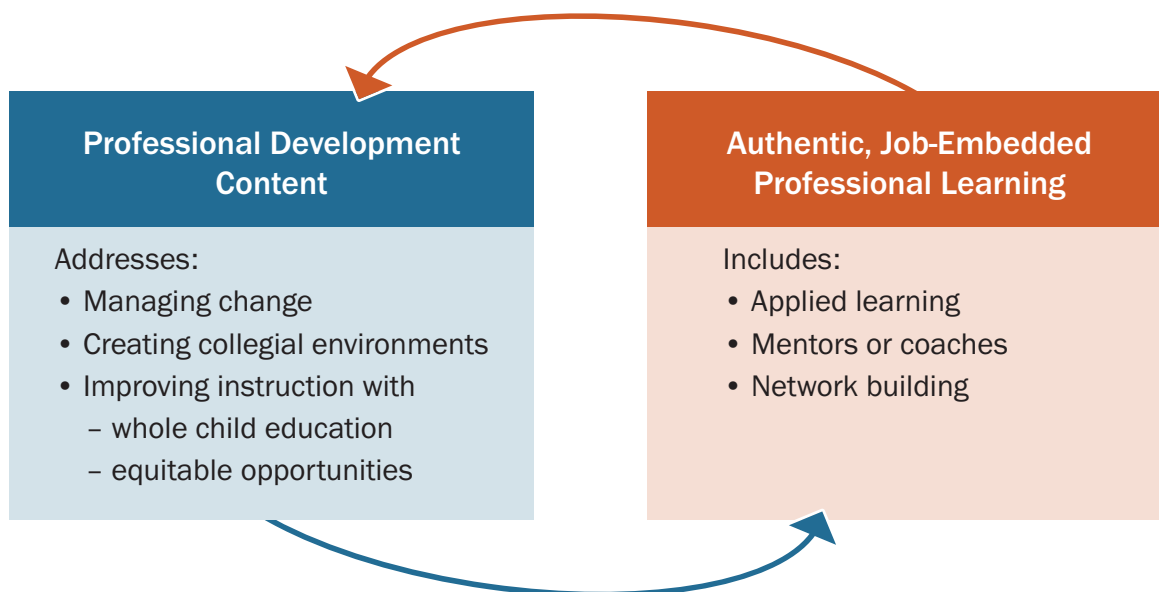 Professional Development
Content
Addresses:
• Managing change
• Creating collegial environments
• Improving instruction with
– whole child education
– equitable opportunities
Authentic, Job-Embedded
Professional Learning
Includes:
• Applied learning
• Mentors or coaches
• Network building